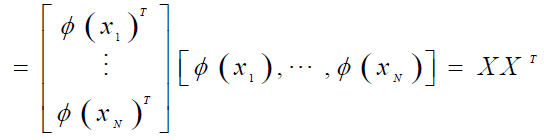 = [ φ(x₁)ᵀ ⋮ φ(x_N)ᵀ ] [ φ(x₁), ⋯ , φ(x_N) ] = XXᵀ